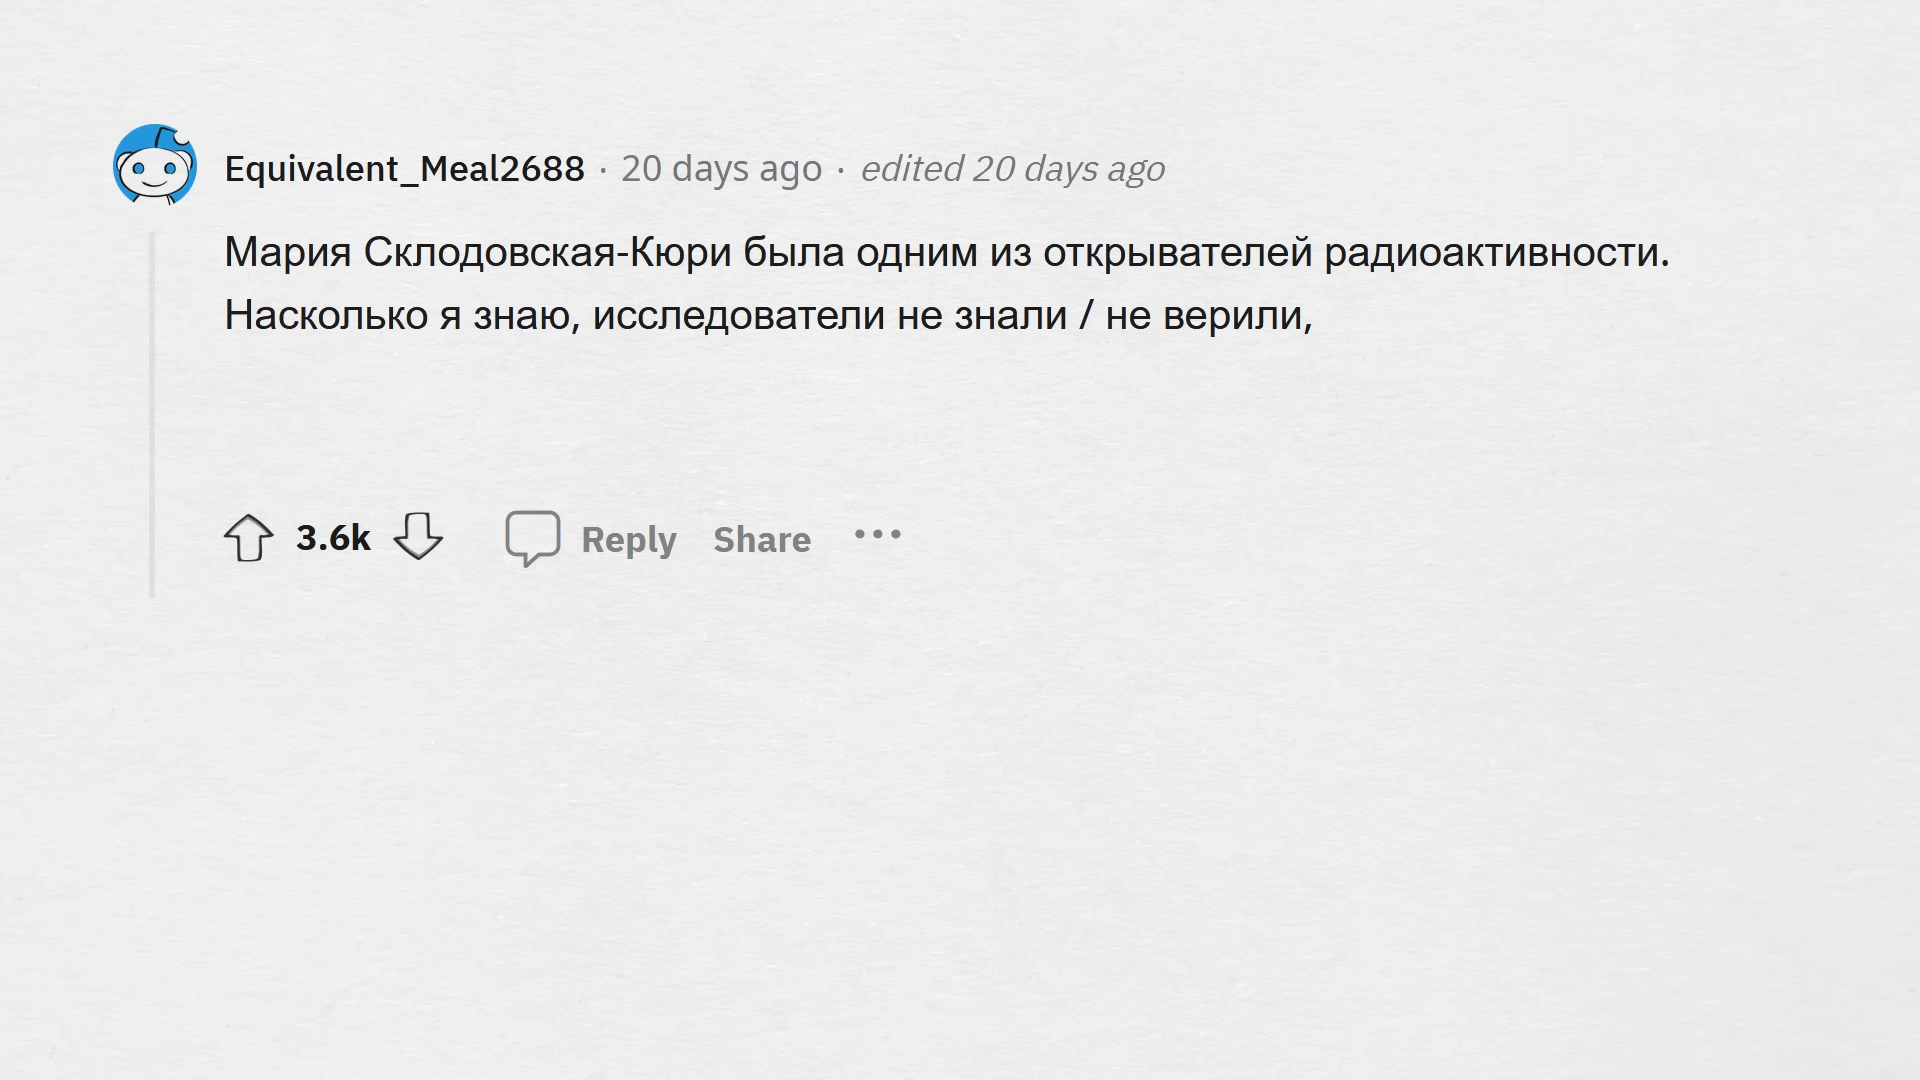 Equivalent_Meal2688 · 20 days ago · edited 20 days ago
Мария Склодовская-Кюри была одним из открывателей радиоактивности.
Насколько я знаю, исследователи не знали / не верили,
3.6k Reply Share •••